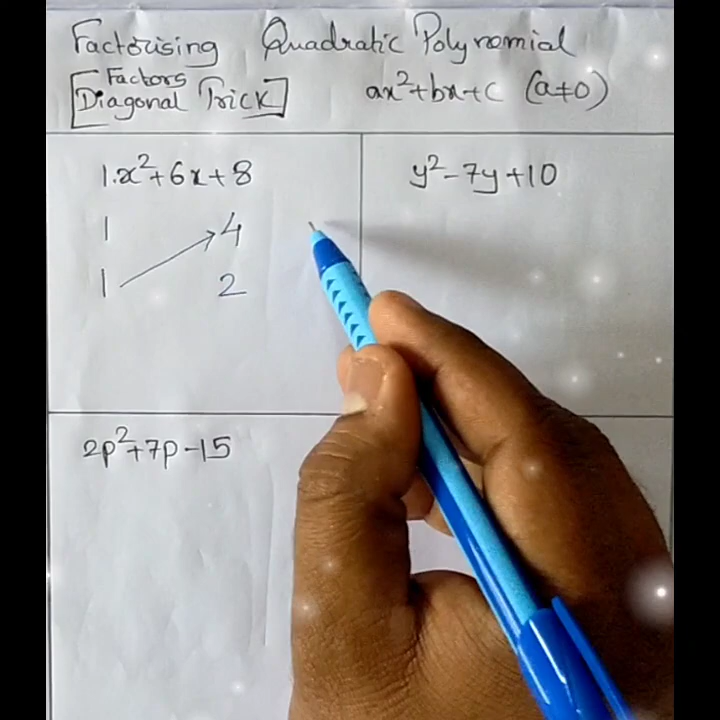 Factorising Quadratic Polynomial
[Factors Diagonal Trick] ax²+bx+c (a≠0)
1.x²+6x+8
1 4
1 2
y²-7y+10
2p²+7p-15